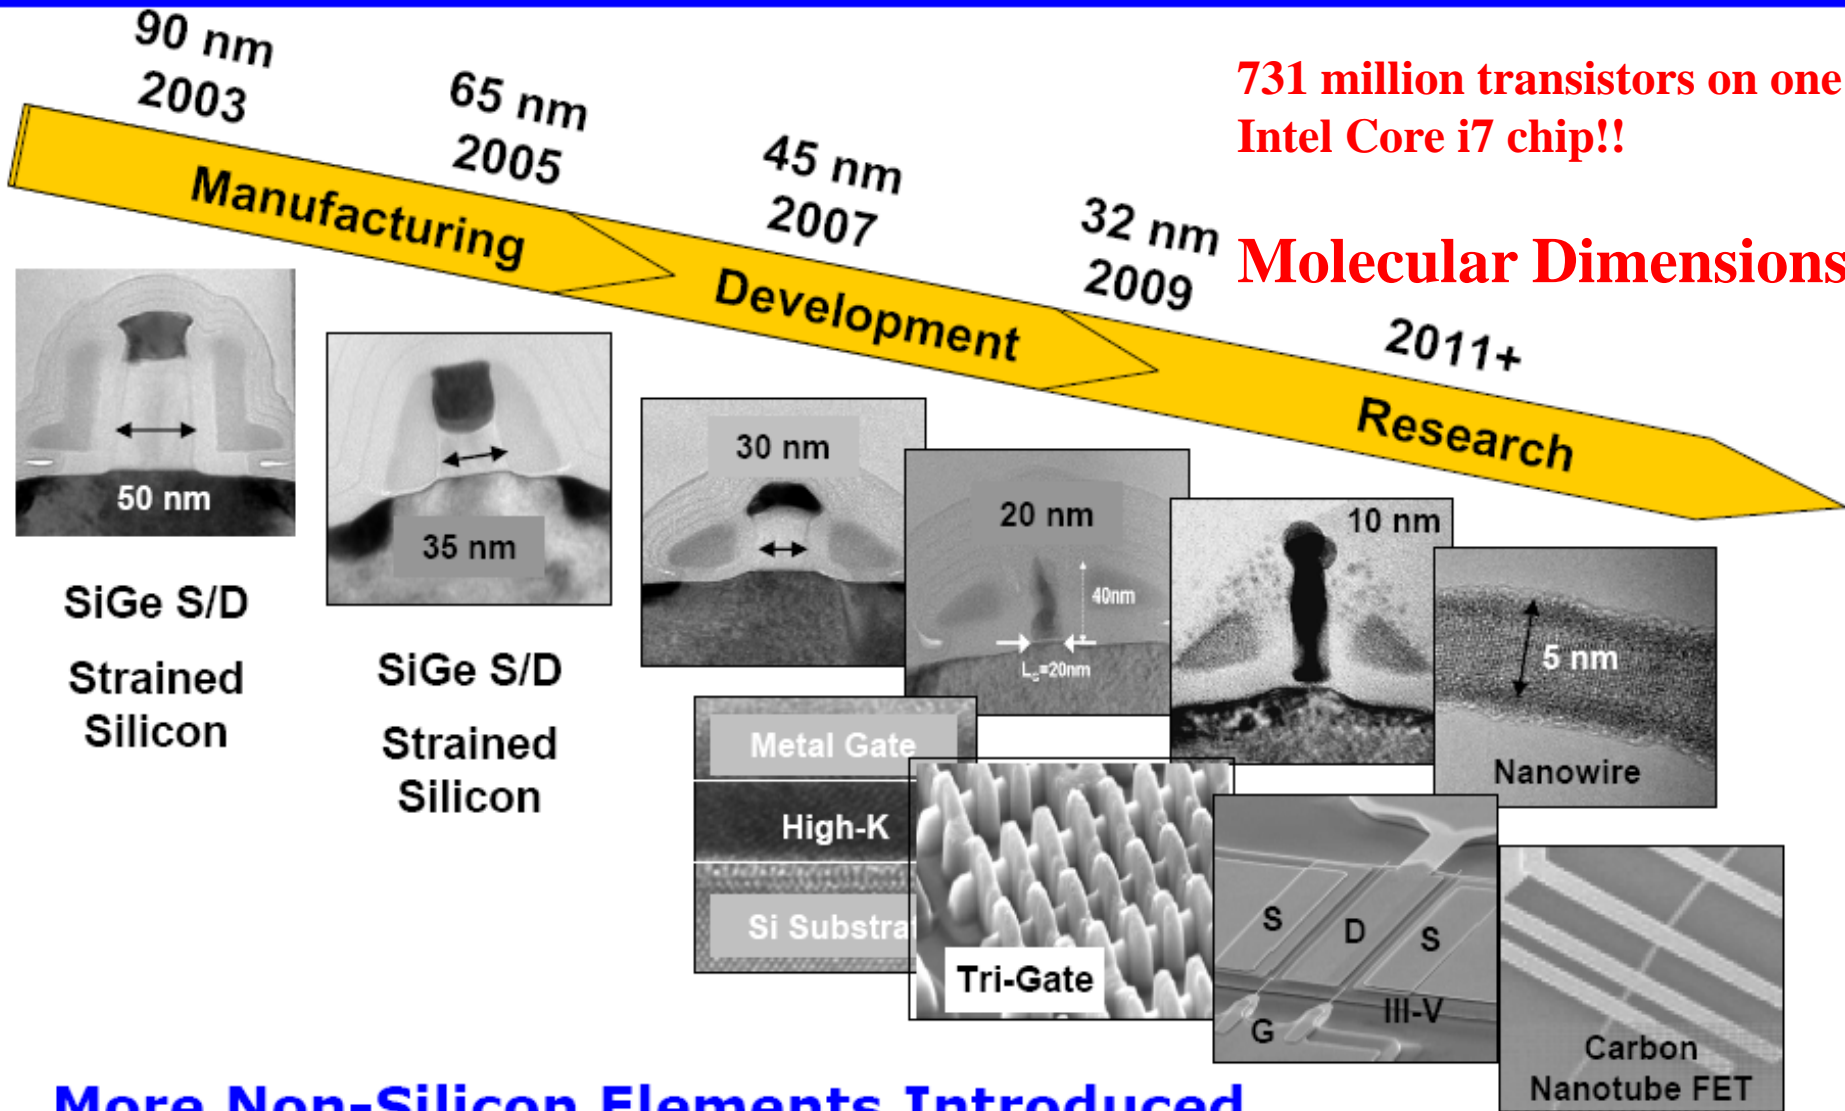 90 nm
2003
65 nm
2005
45 nm
2007
32 nm
2009
2011+
731 million transistors on one
Intel Core i7 chip!!
Molecular Dimensions
Manufacturing
Development
Research
50 nm
SiGe S/D
Strained
Silicon
35 nm
SiGe S/D
Strained
Silicon
30 nm
20 nm
40nm
LG=20nm
10 nm
5 nm
Nanowire
Metal Gate
High-K
Si Substra
Tri-Gate
S
D
S
III-V
G
Carbon
Nanotube FET
More Non-Silicon Elements Introduced